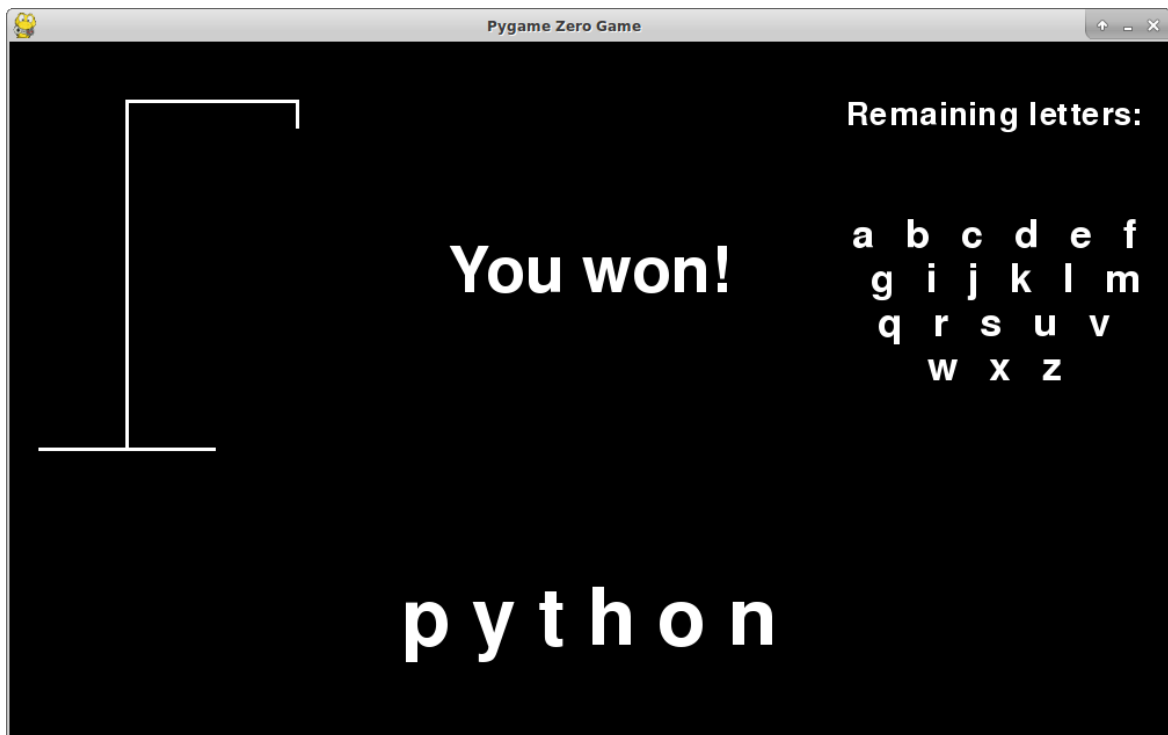 Pygame Zero Game
Remaining letters:
a b c d e f
g i j k l m
q r s u v
w x z
You won!
p y t h o n